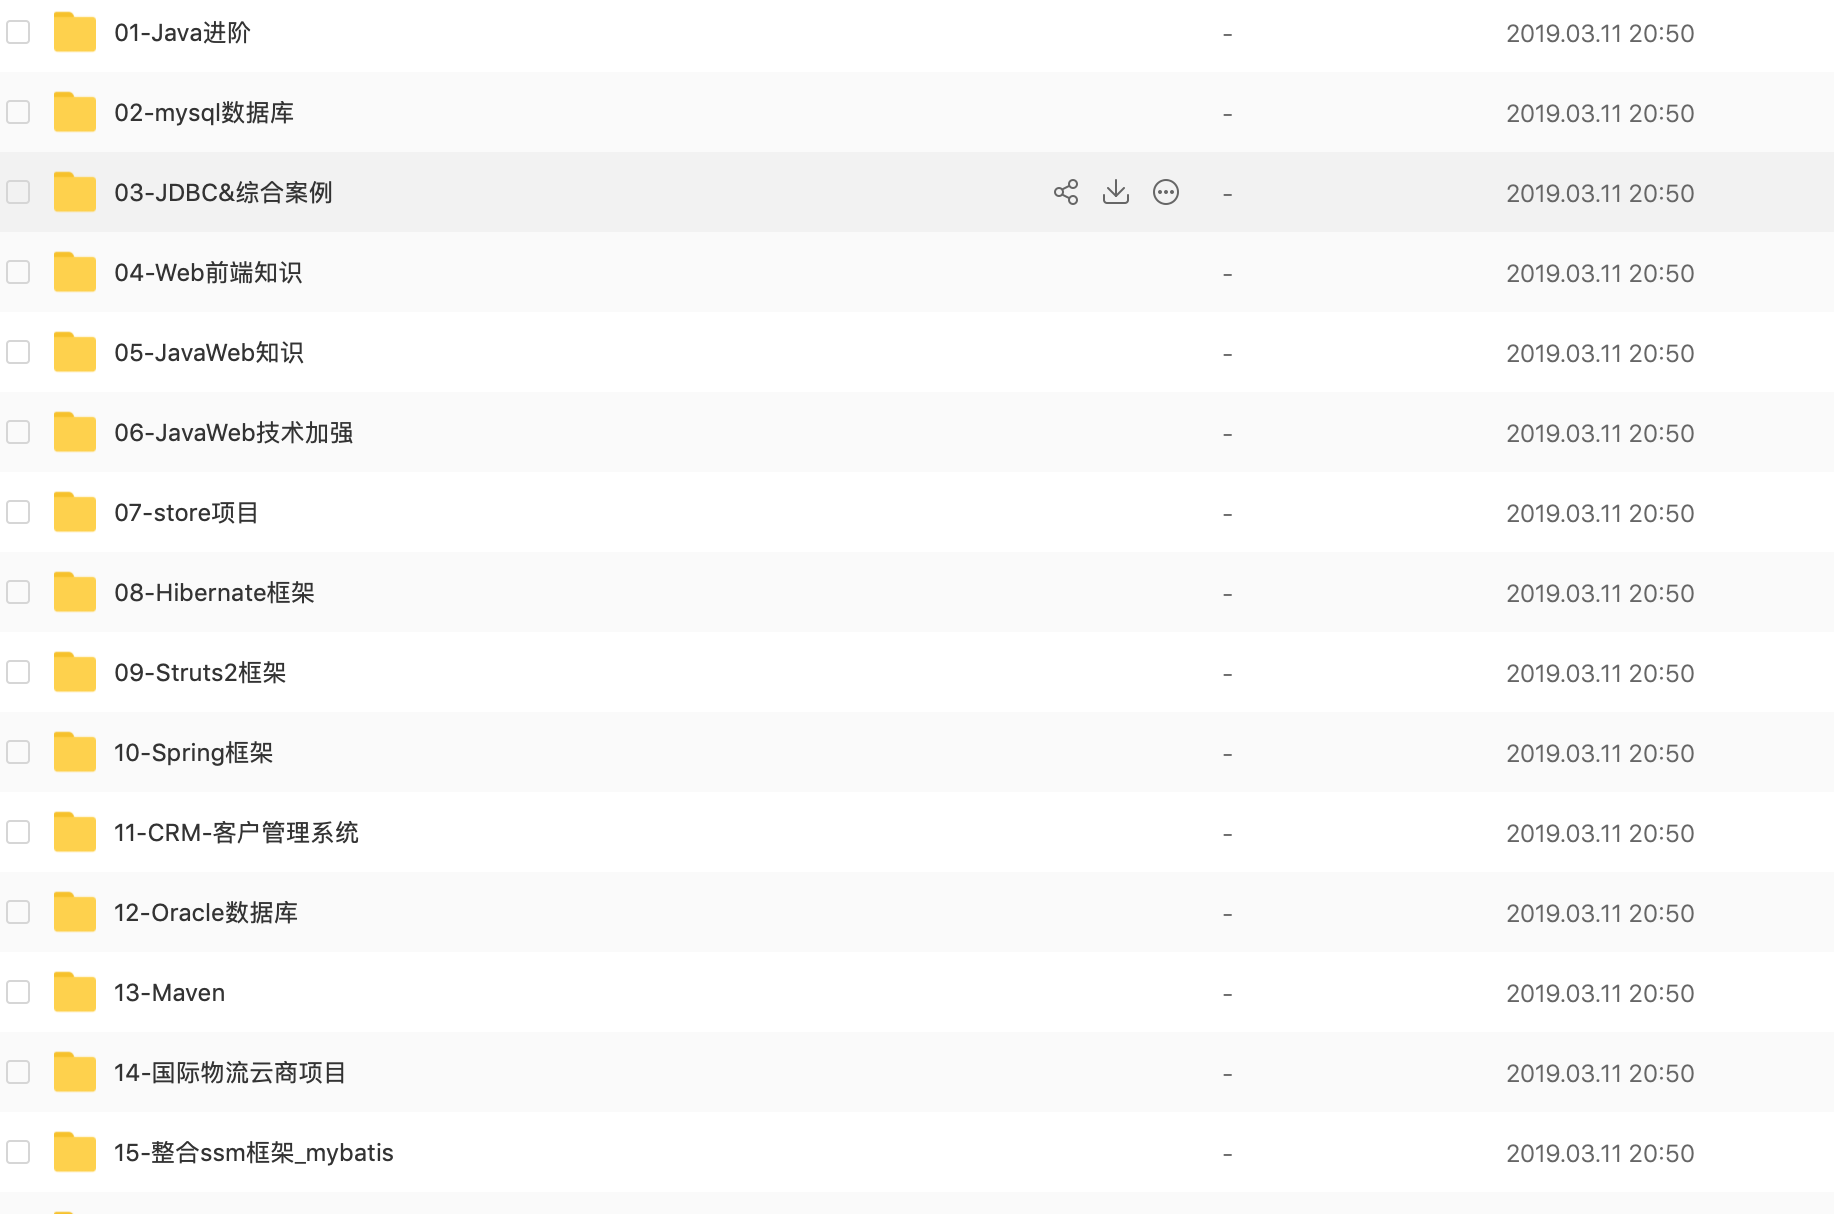 01-Java进阶 - 2019.03.11 20:50
02-mysql数据库 - 2019.03.11 20:50
03-JDBC&综合案例 - 2019.03.11 20:50
04-Web前端知识 - 2019.03.11 20:50
05-JavaWeb知识 - 2019.03.11 20:50
06-JavaWeb技术加强 - 2019.03.11 20:50
07-store项目 - 2019.03.11 20:50
08-Hibernate框架 - 2019.03.11 20:50
09-Struts2框架 - 2019.03.11 20:50
10-Spring框架 - 2019.03.11 20:50
11-CRM-客户管理系统 - 2019.03.11 20:50
12-Oracle数据库 - 2019.03.11 20:50
13-Maven - 2019.03.11 20:50
14-国际物流云商项目 - 2019.03.11 20:50
15-整合ssm框架_mybatis - 2019.03.11 20:50